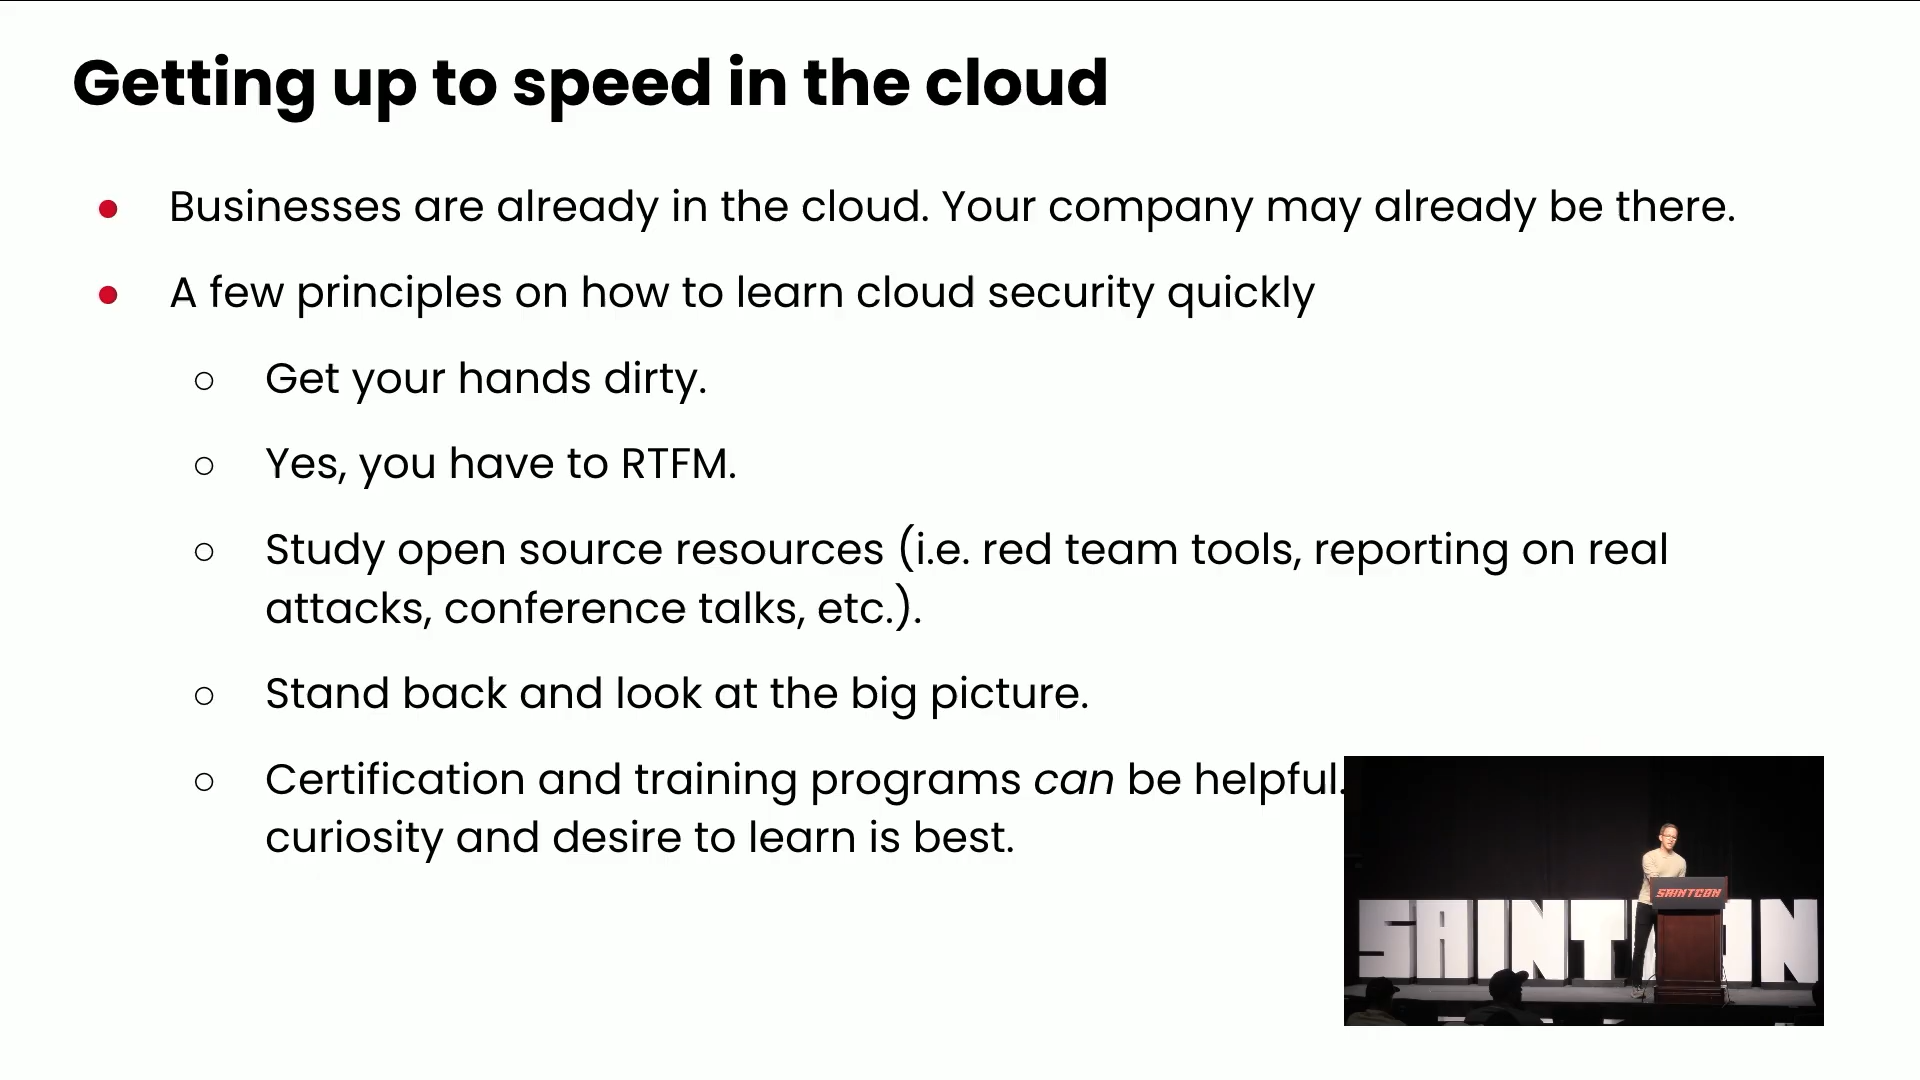 Getting up to speed in the cloud
● Businesses are already in the cloud. Your company may already be there.
● A few principles on how to learn cloud security quickly
○ Get your hands dirty.
○ Yes, you have to RTFM.
○ Study open source resources (i.e. red team tools, reporting on real
attacks, conference talks, etc.).
○ Stand back and look at the big picture.
○ Certification and training programs can be helpful.
curiosity and desire to learn is best.
SAINTCON
SAINT IN